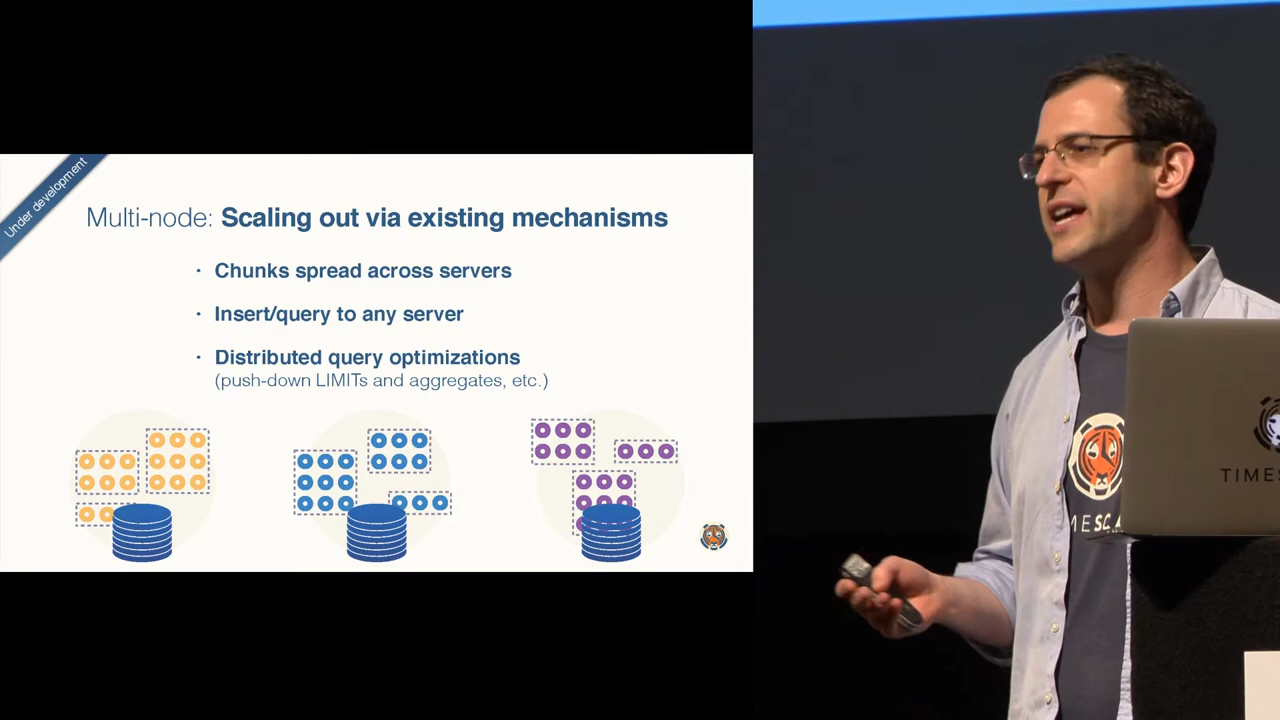 Under development
Multi-node: Scaling out via existing mechanisms
· Chunks spread across servers
· Insert/query to any server
· Distributed query optimizations
(push-down LIMITs and aggregates, etc.)
MESCA
TIMES